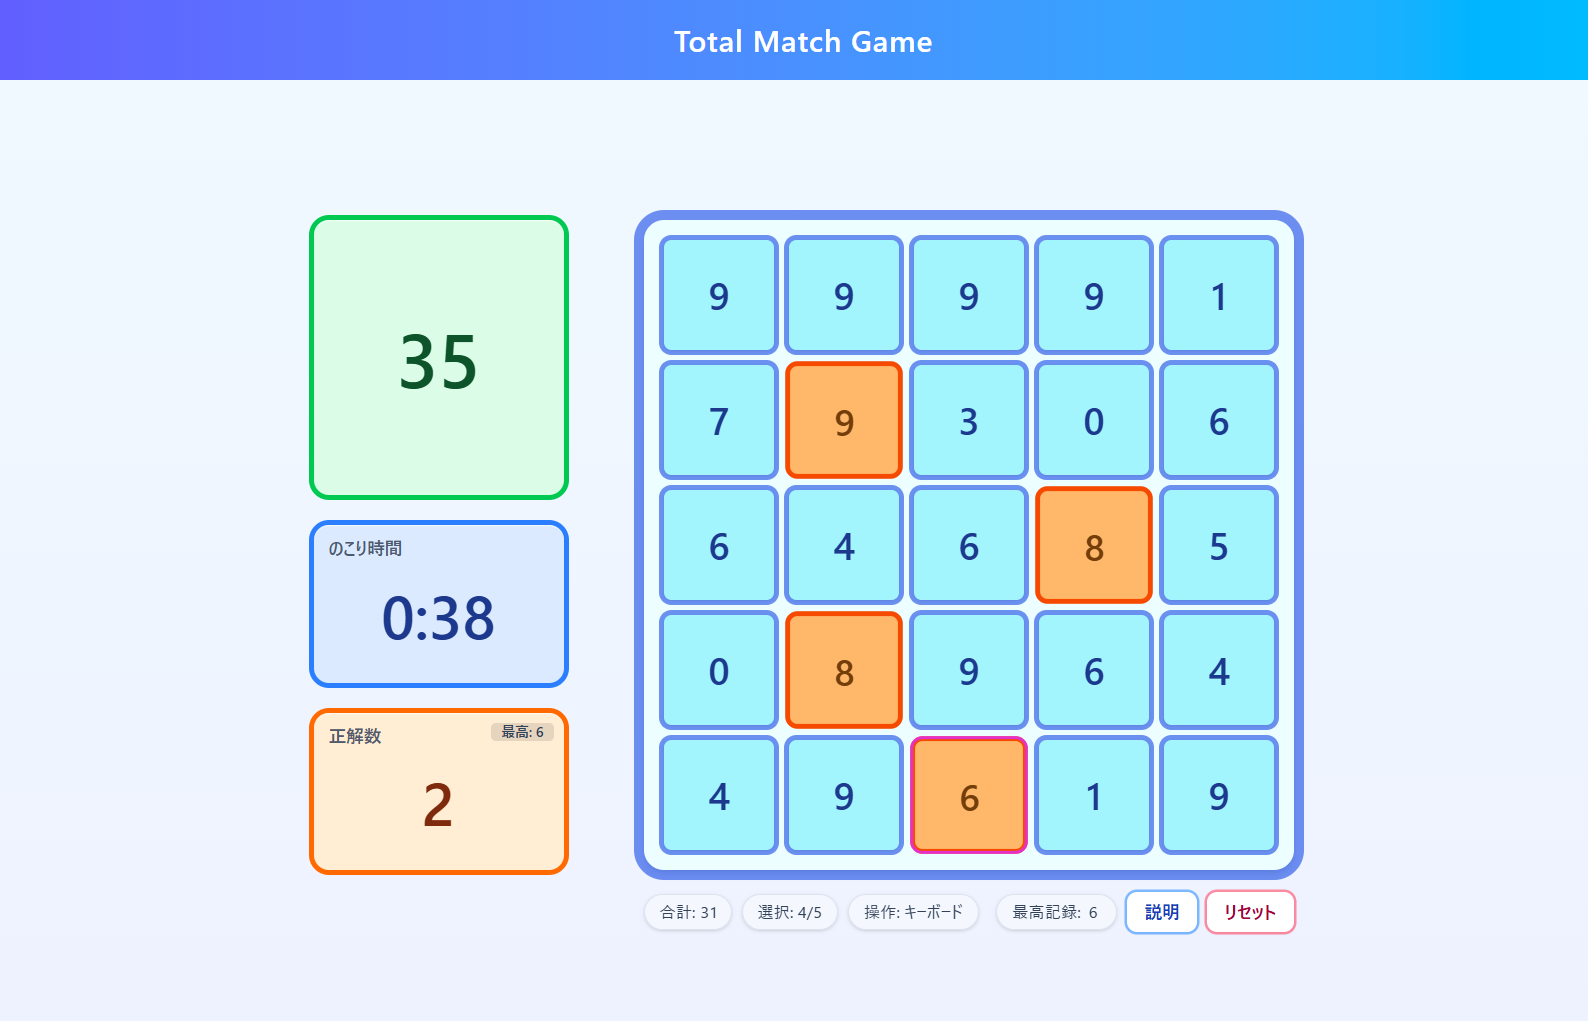 Total Match Game
35
のこり時間
0:38
正解数
最高: 6
2
9 9 9 9 1
7 9 3 0 6
6 4 6 8 5
0 8 9 6 4
4 9 6 1 9
合計: 31 選択: 4/5 操作: キーボード 最高記録: 6 説明 リセット